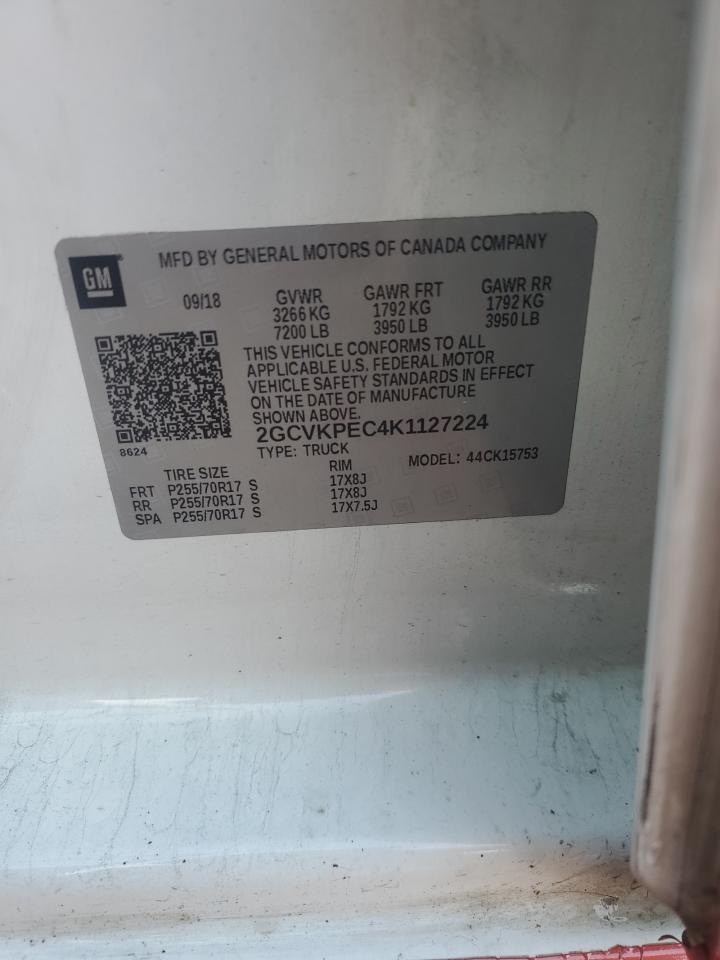 MFD BY GENERAL MOTORS OF CANADA COMPANY
GM
09/18 GVWR GAWR FRT GAWR RR
3266 KG 1792 KG 1792 KG
7200 LB 3950 LB 3950 LB
THIS VEHICLE CONFORMS TO ALL
APPLICABLE U.S. FEDERAL MOTOR
VEHICLE SAFETY STANDARDS IN EFFECT
ON THE DATE OF MANUFACTURE
SHOWN ABOVE.
8624
2GCVKPEC4K1127224
TYPE: TRUCK MODEL: 44CK15753
TIRE SIZE RIM
FRT P255/70R17 S 17X8J
RR P255/70R17 S 17X8J
SPA P255/70R17 S 17X7.5J